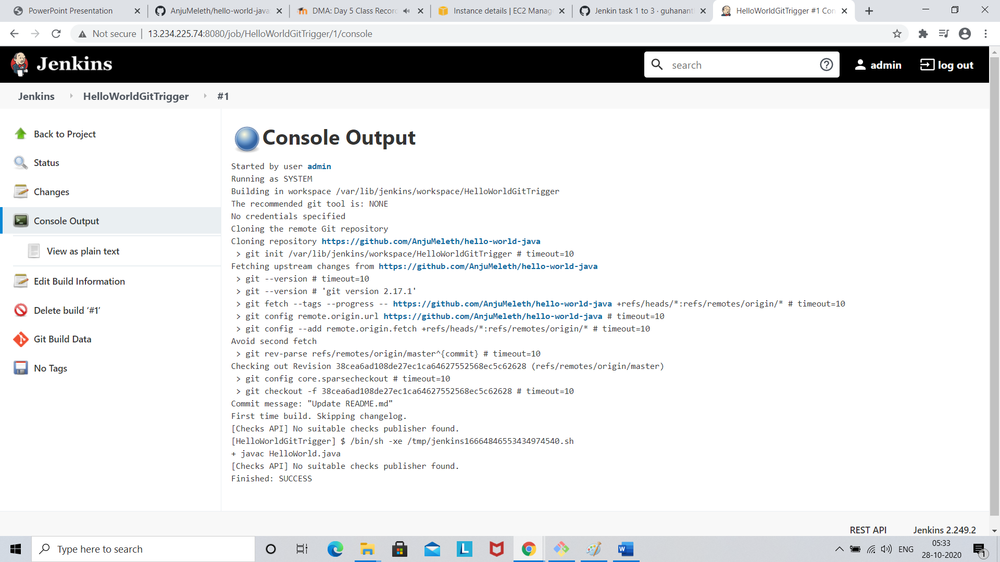 PowerPoint Presentation
AnjuMeleth/hello-world-java
DMA: Day 5 Class Record
Instance details | EC2 Manag
Jenkin task 1 to 3 · guhanant
HelloWorldGitTrigger #1 Con
Not secure | 13.234.225.74:8080/job/HelloWorldGitTrigger/1/console
Jenkins
search
admin
log out
Jenkins
HelloWorldGitTrigger
#1
Back to Project
Status
Changes
Console Output
View as plain text
Edit Build Information
Delete build ‘#1’
Git Build Data
No Tags
Console Output
Started by user admin
Running as SYSTEM
Building in workspace /var/lib/jenkins/workspace/HelloWorldGitTrigger
The recommended git tool is: NONE
No credentials specified
Cloning the remote Git repository
Cloning repository https://github.com/AnjuMeleth/hello-world-java
> git init /var/lib/jenkins/workspace/HelloWorldGitTrigger # timeout=10
Fetching upstream changes from https://github.com/AnjuMeleth/hello-world-java
> git --version # timeout=10
> git --version # 'git version 2.17.1'
> git fetch --tags --progress -- https://github.com/AnjuMeleth/hello-world-java +refs/heads/*:refs/remotes/origin/* # timeout=10
> git config remote.origin.url https://github.com/AnjuMeleth/hello-world-java # timeout=10
> git config --add remote.origin.fetch +refs/heads/*:refs/remotes/origin/* # timeout=10
Avoid second fetch
> git rev-parse refs/remotes/origin/master^{commit} # timeout=10
Checking out Revision 38cea6ad108de27ec1ca64627552568ec5c62628 (refs/remotes/origin/master)
> git config core.sparsecheckout # timeout=10
> git checkout -f 38cea6ad108de27ec1ca64627552568ec5c62628 # timeout=10
Commit message: "Update README.md"
First time build. Skipping changelog.
[Checks API] No suitable checks publisher found.
[HelloWorldGitTrigger] $ /bin/sh -xe /tmp/jenkins16664846553434974540.sh
+ javac HelloWorld.java
[Checks API] No suitable checks publisher found.
Finished: SUCCESS
REST API
Jenkins 2.249.2
Type here to search
ENG
05:33
28-10-2020
1